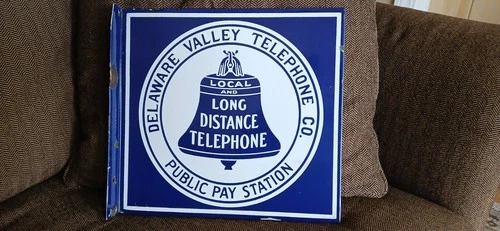 DELAWARE VALLEY TELEPHONE CO.
LOCAL
AND
LONG
DISTANCE
TELEPHONE
PUBLIC PAY STATION